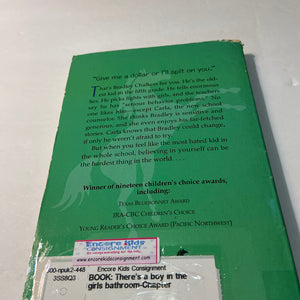 "Give me a dollar or I'll spit on you."
THAT'S Bradley Chalkers for you. He's the old-
est kid in the fifth grade. He tells enormous
lies. He picks fights with girls, and the teachers
say he has "serious behavior problems." No
one likes him—except Carla, the new school
counselor. She thinks Bradley is sensitive and
generous, and she even enjoys his far-fetched
stories. Carla knows that Bradley could change,
if only he weren't afraid to try.
But when you feel like the most hated kid in
the whole school, believing in yourself can be
the hardest thing in the world. . . .
Winner of nineteen children's choice awards,
including:
TEXAS BLUEBONNET AWARD
IRA-CBC CHILDREN'S CHOICE
YOUNG READER'S CHOICE AWARD (PACIFIC NORTHWEST)
Encore Kids
CONSIGNMENT
www.encorekidsconsignment.com
00-npuk2-448
3SS8Q3
Encore Kids Consignment
BOOK: There's a boy in the
girls bathroom-Chapter